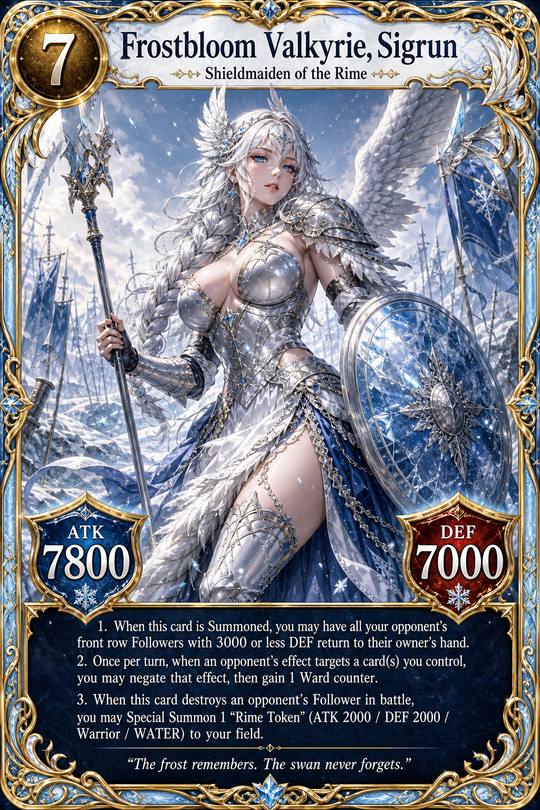 7
Frostbloom Valkyrie, Sigrun
Shieldmaiden of the Rime
ATK
7800
DEF
7000
1. When this card is Summoned, you may have all your opponent's
front row Followers with 3000 or less DEF return to their owner's hand.
2. Once per turn, when an opponent's effect targets a card(s) you control,
you may negate that effect, then gain 1 Ward counter.
3. When this card destroys an opponent's Follower in battle,
you may Special Summon 1 “Rime Token” (ATK 2000 / DEF 2000 /
Warrior / WATER) to your field.
“The frost remembers. The swan never forgets.”